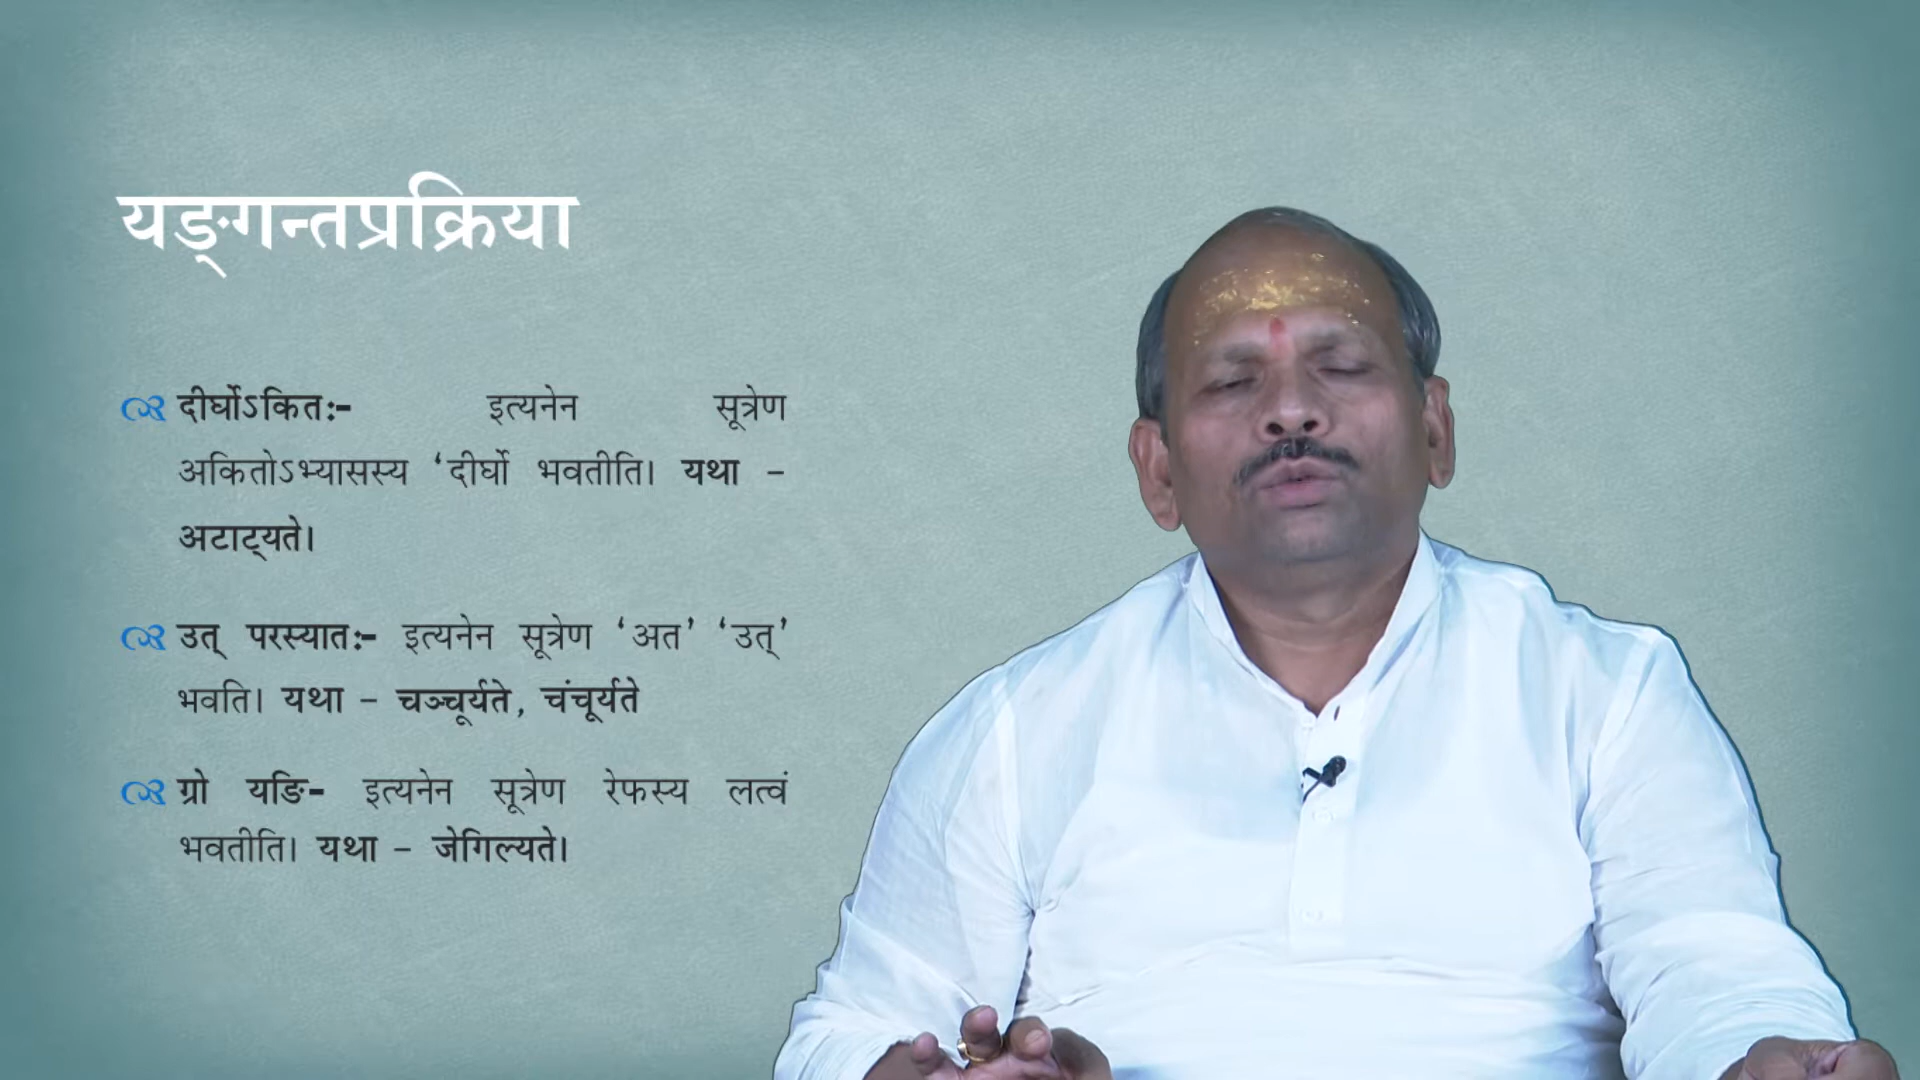 यङ्गन्तप्रक्रिया
दीर्घोऽकितः- इत्यनेन सूत्रेण
अकितोऽभ्यासस्य ‘दीर्घो भवतीति। यथा –
अटाट्यते।
उत् परस्यातः- इत्यनेन सूत्रेण ‘अत’ ‘उत्’
भवति। यथा – चञ्चूर्यते, चंचूर्यते
ग्रो यङि- इत्यनेन सूत्रेण रेफस्य लत्वं
भवतीति। यथा – जेगिल्यते।